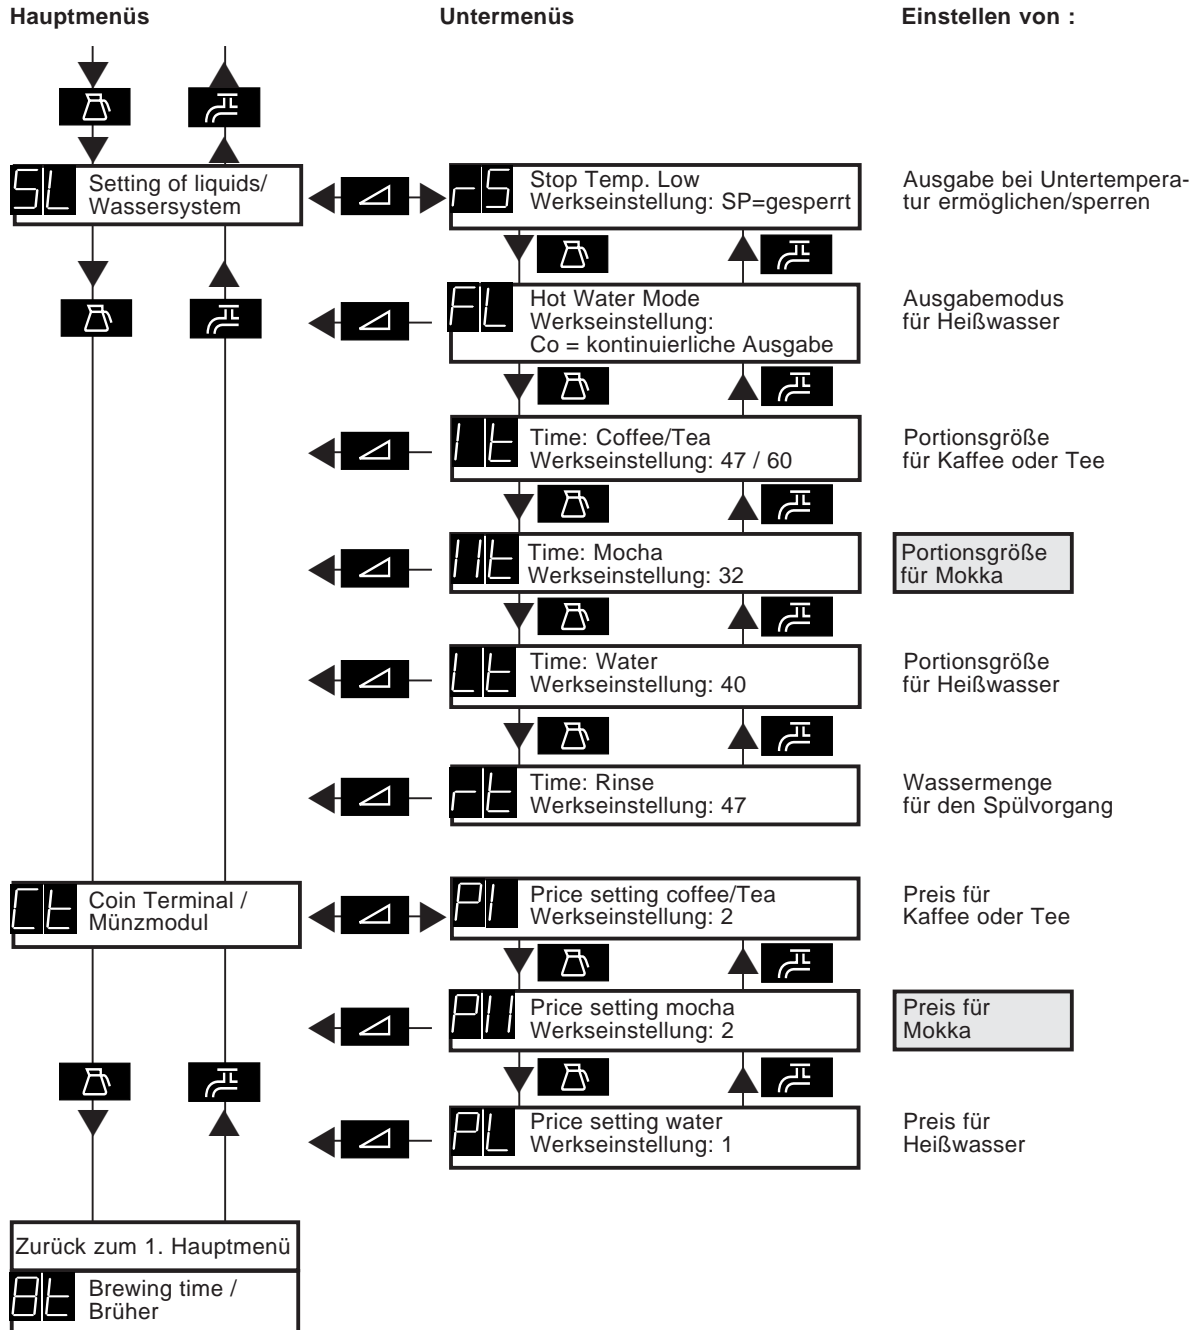 Hauptmenüs
Untermenüs
Einstellen von :
SL
Setting of liquids/
Wassersystem
rS
Stop Temp. Low
Werkseinstellung: SP=gesperrt
Ausgabe bei Untertempera-
tur ermöglichen/sperren
FL
Hot Water Mode
Werkseinstellung:
Co = kontinuierliche Ausgabe
Ausgabemodus
für Heißwasser
It
Time: Coffee/Tea
Werkseinstellung: 47 / 60
Portionsgröße
für Kaffee oder Tee
IIt
Time: Mocha
Werkseinstellung: 32
Portionsgröße
für Mokka
Lt
Time: Water
Werkseinstellung: 40
Portionsgröße
für Heißwasser
rt
Time: Rinse
Werkseinstellung: 47
Wassermenge
für den Spülvorgang
Ct
Coin Terminal /
Münzmodul
PI
Price setting coffee/Tea
Werkseinstellung: 2
Preis für
Kaffee oder Tee
PII
Price setting mocha
Werkseinstellung: 2
Preis für
Mokka
PL
Price setting water
Werkseinstellung: 1
Preis für
Heißwasser
Zurück zum 1. Hauptmenü
Bt
Brewing time /
Brüher